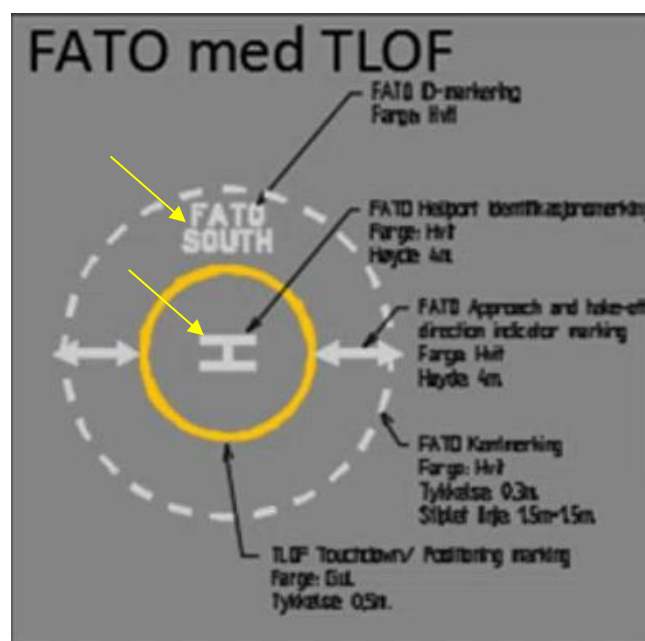 FATO med TLOF
FATO ID-markering
Farge: Hvit
FATO
SOUTH
FATO Heliport Identifikasjonsmerking
Farge: Hvit
Høyde: 4m.
H
FATO Approach and take-off
direction indicator marking
Farge: Hvit
Høyde: 4m.
FATO Kantmerking
Farge: Hvit
Tykkelse: 0.3m.
Stiplet linje: 1.5m-1.5m.
TLOF Touchdown/ Positioning marking
Farge: Gul.
Tykkelse: 0,5m.